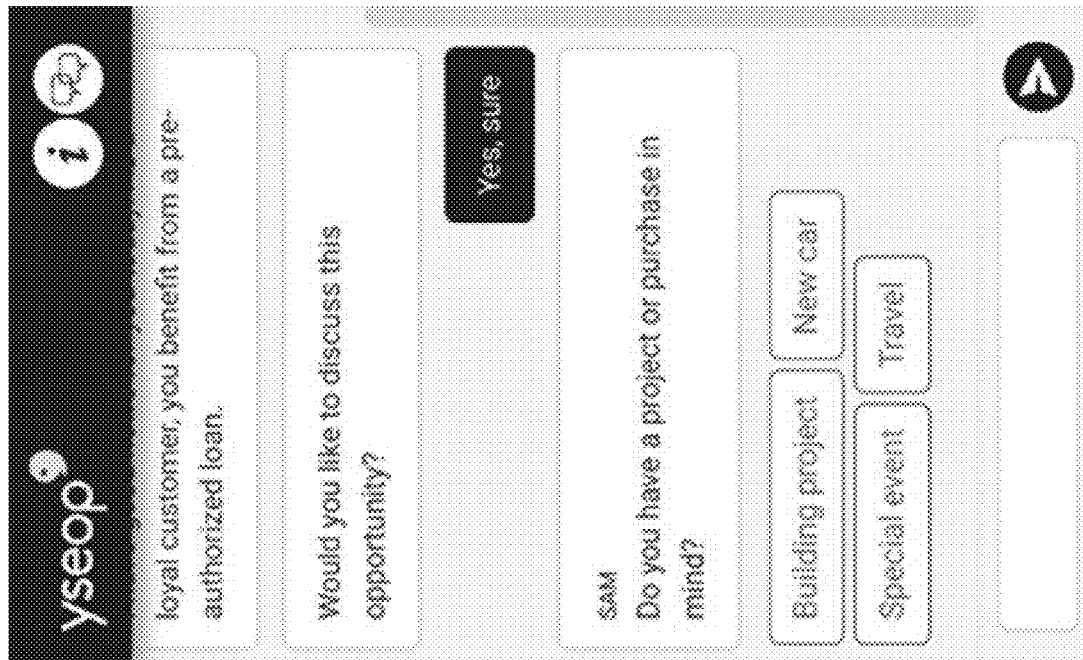 yseop
i
loyal customer, you benefit from a pre-
authorized loan.
Would you like to discuss this
opportunity?
Yes, sure
SAM
Do you have a project or purchase in
mind?
Building project
New car
Special event
Travel